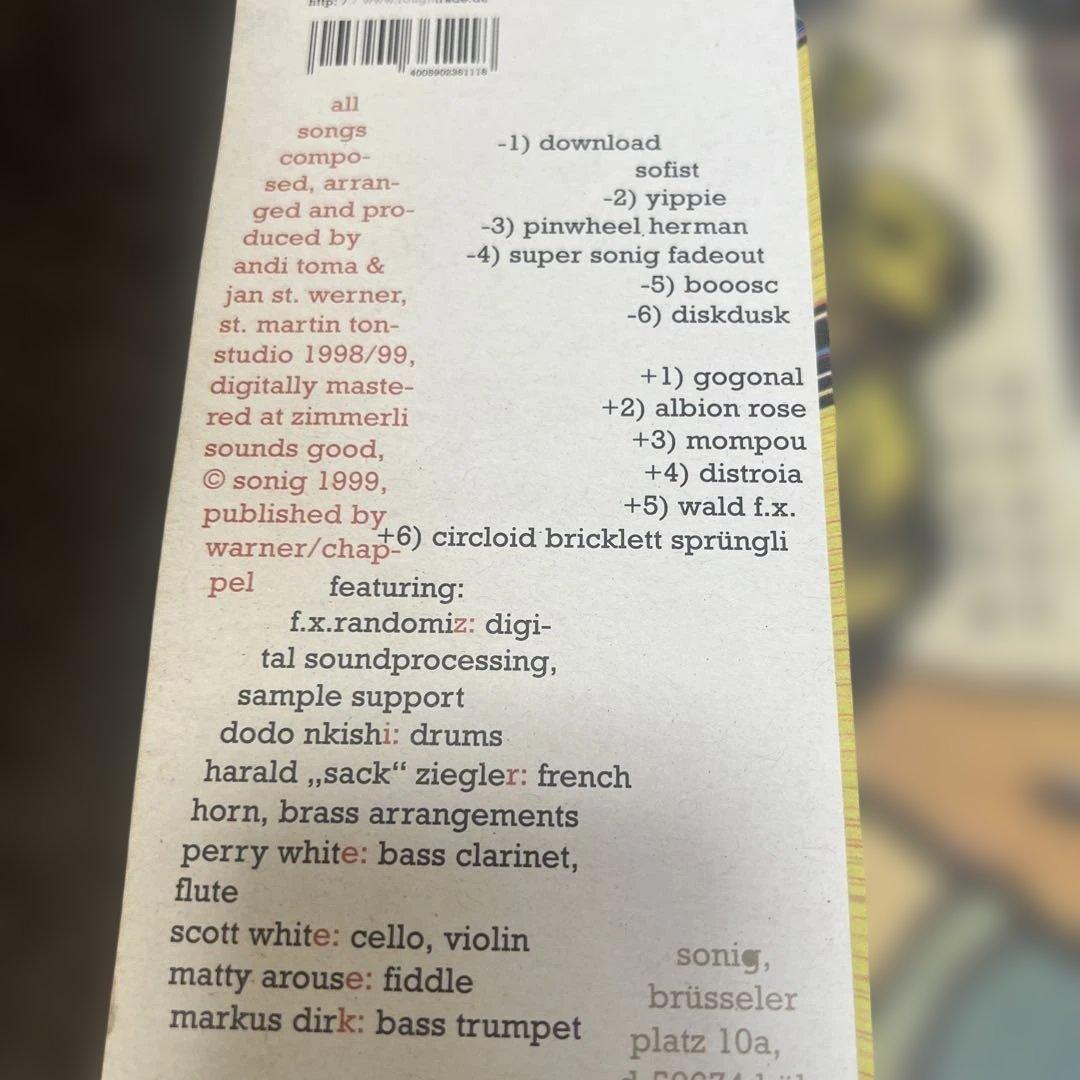 4005902361118
all
songs
compo-
sed, arran-
ged and pro-
duced by
andi toma &
jan st. werner,
st. martin ton-
studio 1998/99,
digitally maste-
red at zimmerli
sounds good,
© sonig 1999,
published by
warner/chap-
pel
-1) download
sofist
-2) yippie
-3) pinwheel herman
-4) super sonig fadeout
-5) booosc
-6) diskdusk
+1) gogonal
+2) albion rose
+3) mompou
+4) distroia
+5) wald f.x.
+6) circloid bricklett sprüngli
featuring:
f.x.randomiz: digi-
tal soundprocessing,
sample support
dodo nkishi: drums
harald „sack“ ziegler: french
horn, brass arrangements
perry white: bass clarinet,
flute
scott white: cello, violin
matty arouse: fiddle
markus dirk: bass trumpet
sonig,
brüsseler
platz 10a,